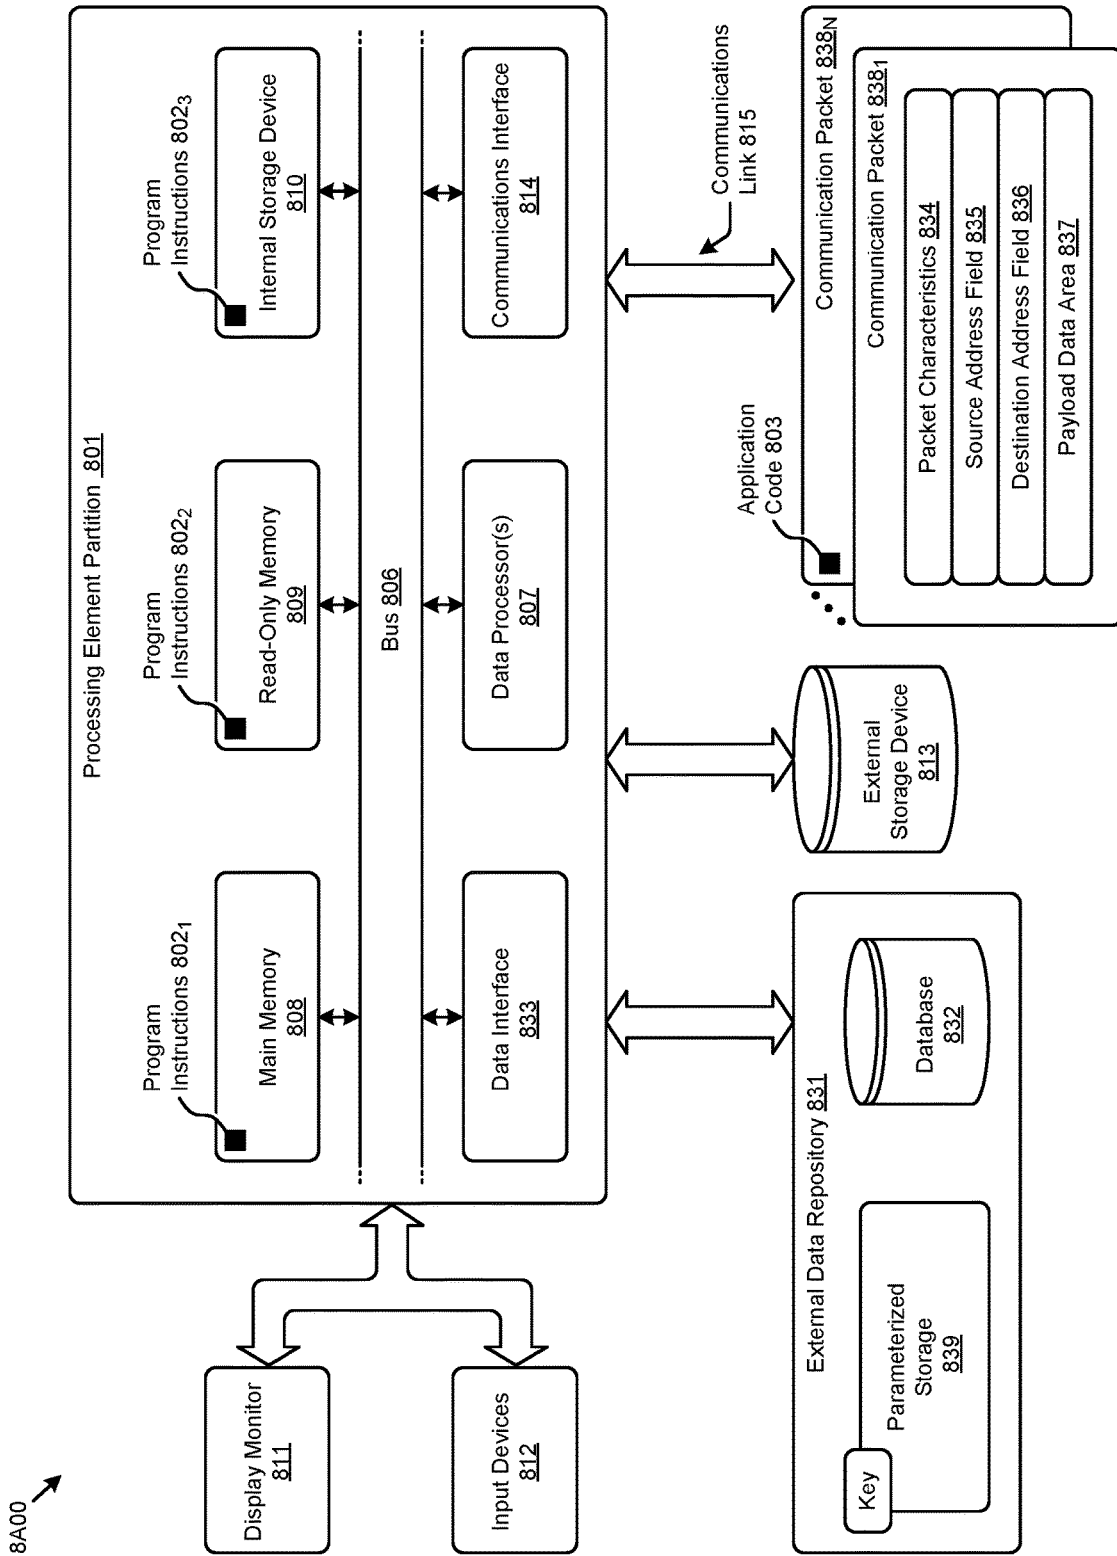 8A00
Processing Element Partition 801
Program
Instructions 802₁
Program
Instructions 802₂
Program
Instructions 802₃
Main Memory
808
Read-Only Memory
809
Internal Storage Device
810
Display Monitor
811
Bus 806
Input Devices
812
Data Interface
833
Data Processor(s)
807
Communications Interface
814
Communications
Link 815
External Data Repository 831
Key
Parameterized
Storage
839
Database
832
External
Storage Device
813
Application
Code 803
Communication Packet 838N
Communication Packet 838₁
Packet Characteristics 834
Source Address Field 835
Destination Address Field 836
Payload Data Area 837